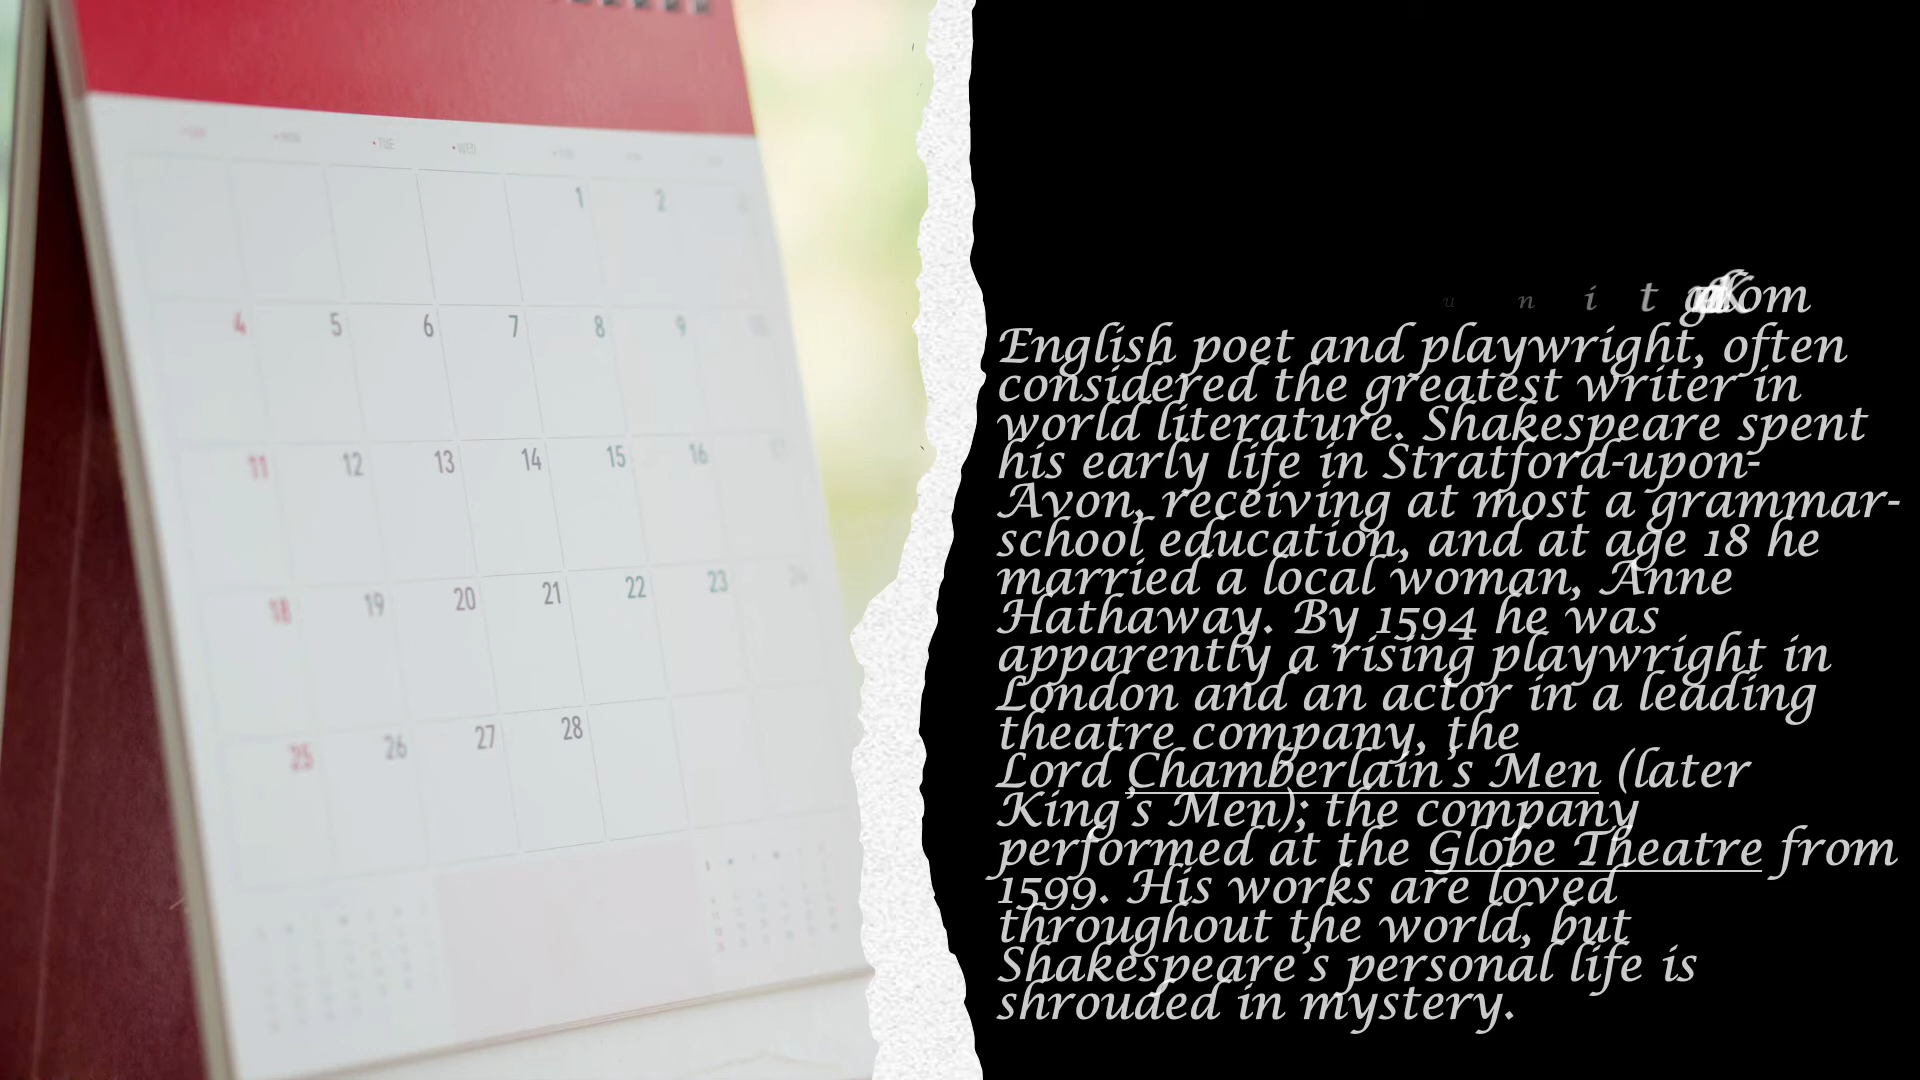 TUE WED
1 2
4 5 6 7 8 9 10
11 12 13 14 15 16 17
18 19 20 21 22 23 24
25 26 27 28
English poet and playwright, often
considered the greatest writer in
world literature. Shakespeare spent
his early life in Stratford-upon-
Avon, receiving at most a grammar-
school education, and at age 18 he
married a local woman, Anne
Hathaway. By 1594 he was
apparently a rising playwright in
London and an actor in a leading
theatre company, the
Lord Chamberlain's Men (later
King's Men); the company
performed at the Globe Theatre from
1599. His works are loved
throughout the world, but
Shakespeare's personal life is
shrouded in mystery.